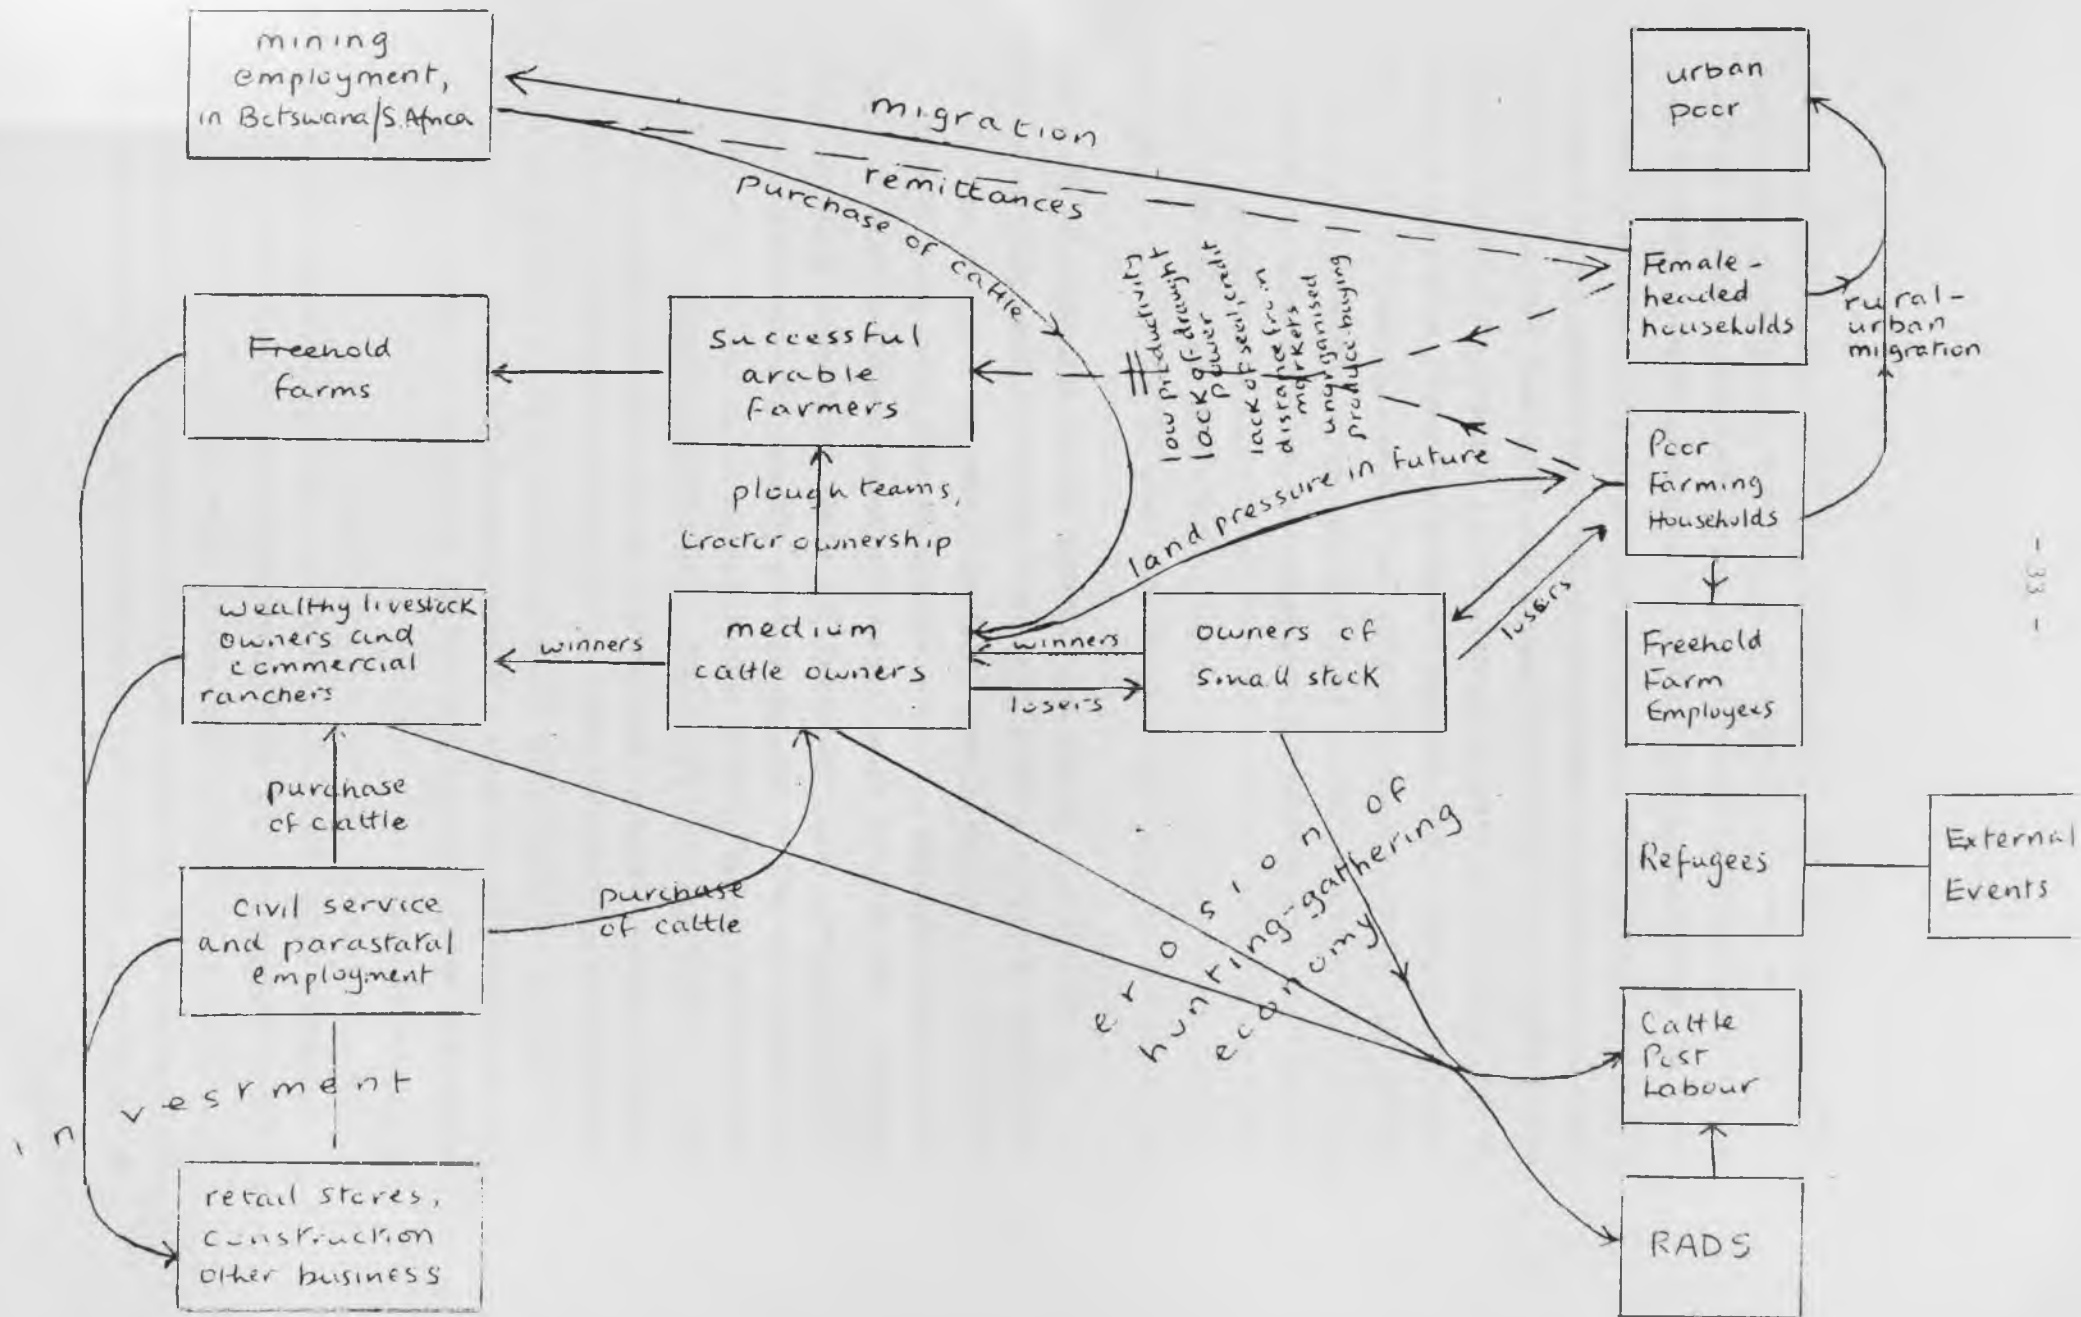 mining
employment,
in Botswana/S.Africa
urban
poor
migration
remittances
purchase of cattle
Female-
headed
households
rural-
urban
migration
low productivity
lack of draught
power
lack of seed, credit
distance from
markets
unorganised
produce-buying
Freehold
farms
Successful
arable
Farmers
Poor
Farming
Households
plough teams,
tractor ownership
land pressure in future
wealthy livestock
owners and
commercial
ranchers
winners
medium
cattle owners
winners
losers
owners of
Small stock
losers
Freehold
Farm
Employees
- 33 -
purchase
of cattle
Refugees
External
Events
civil service
and parastatal
employment
purchase
of cattle
erosion of
hunting-gathering
economy
Cattle
Post
Labour
investment
retail stores,
construction
other business
RADS